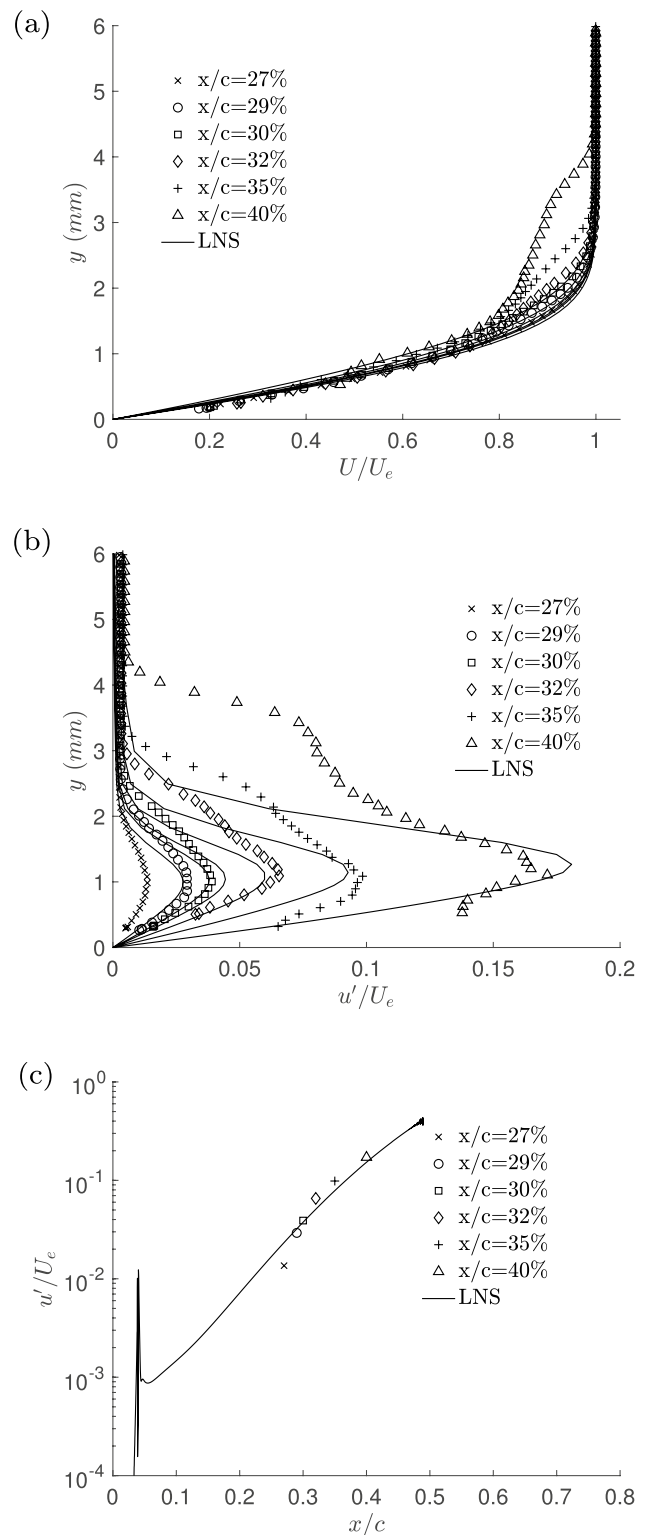 (a)
6
5
4
3
2
1
0
y (mm)
x/c=27%
x/c=29%
x/c=30%
x/c=32%
x/c=35%
x/c=40%
LNS
0 0.2 0.4 0.6 0.8 1
U/U_e
(b)
6
5
4
3
2
1
0
y (mm)
x/c=27%
x/c=29%
x/c=30%
x/c=32%
x/c=35%
x/c=40%
LNS
0 0.05 0.1 0.15 0.2
u'/U_e
(c)
10^0
10^-1
10^-2
10^-3
10^-4
u'/U_e
x/c=27%
x/c=29%
x/c=30%
x/c=32%
x/c=35%
x/c=40%
LNS
0 0.1 0.2 0.3 0.4 0.5 0.6 0.7 0.8
x/c